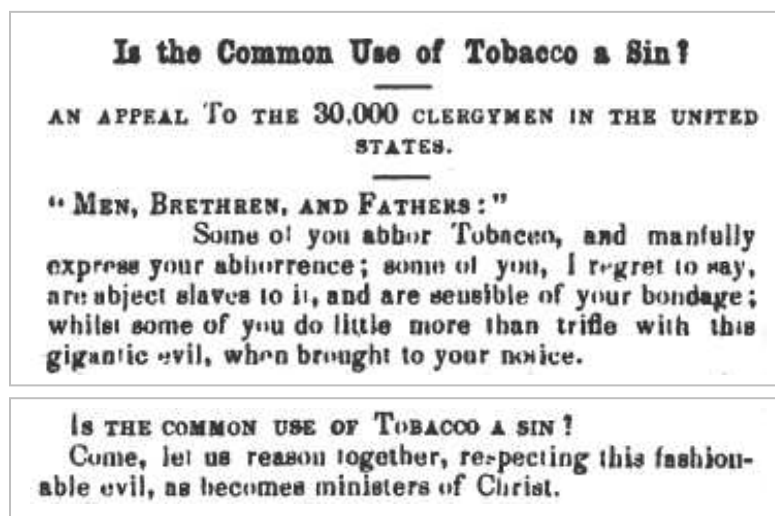 Is the Common Use of Tobacco a Sin?
AN APPEAL TO THE 30,000 CLERGYMEN IN THE UNITED
STATES.
"MEN, BRETHREN, AND FATHERS:"
Some of you abhor Tobacco, and manfully
express your abhorrence; some of you, I regret to say,
are abject slaves to it, and are sensible of your bondage;
whilst some of you do little more than trifle with this
gigantic evil, when brought to your notice.
IS THE COMMON USE OF TOBACCO A SIN?
Come, let us reason together, respecting this fashion-
able evil, as becomes ministers of Christ.